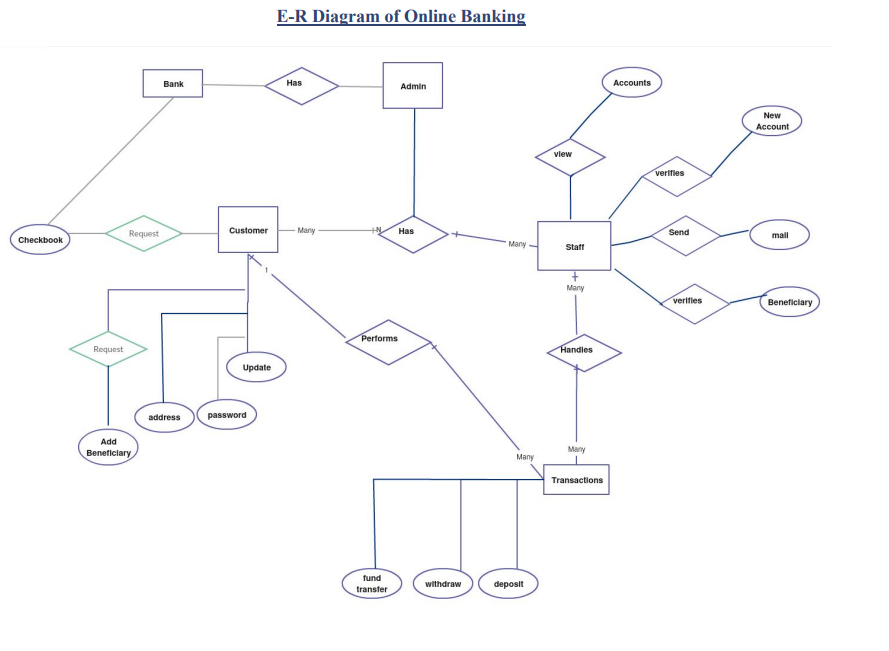 E-R Diagram of Online Banking
Bank
Has
Admin
Accounts
New
Account
view
verifies
Checkbook
Request
Customer
Many
N
Has
Many
Staff
Send
mail
1
Many
verifies
Beneficiary
Request
Performs
Handies
Update
address
password
Add
Beneficiary
Many
Many
Transactions
fund
transfer
withdraw
deposit